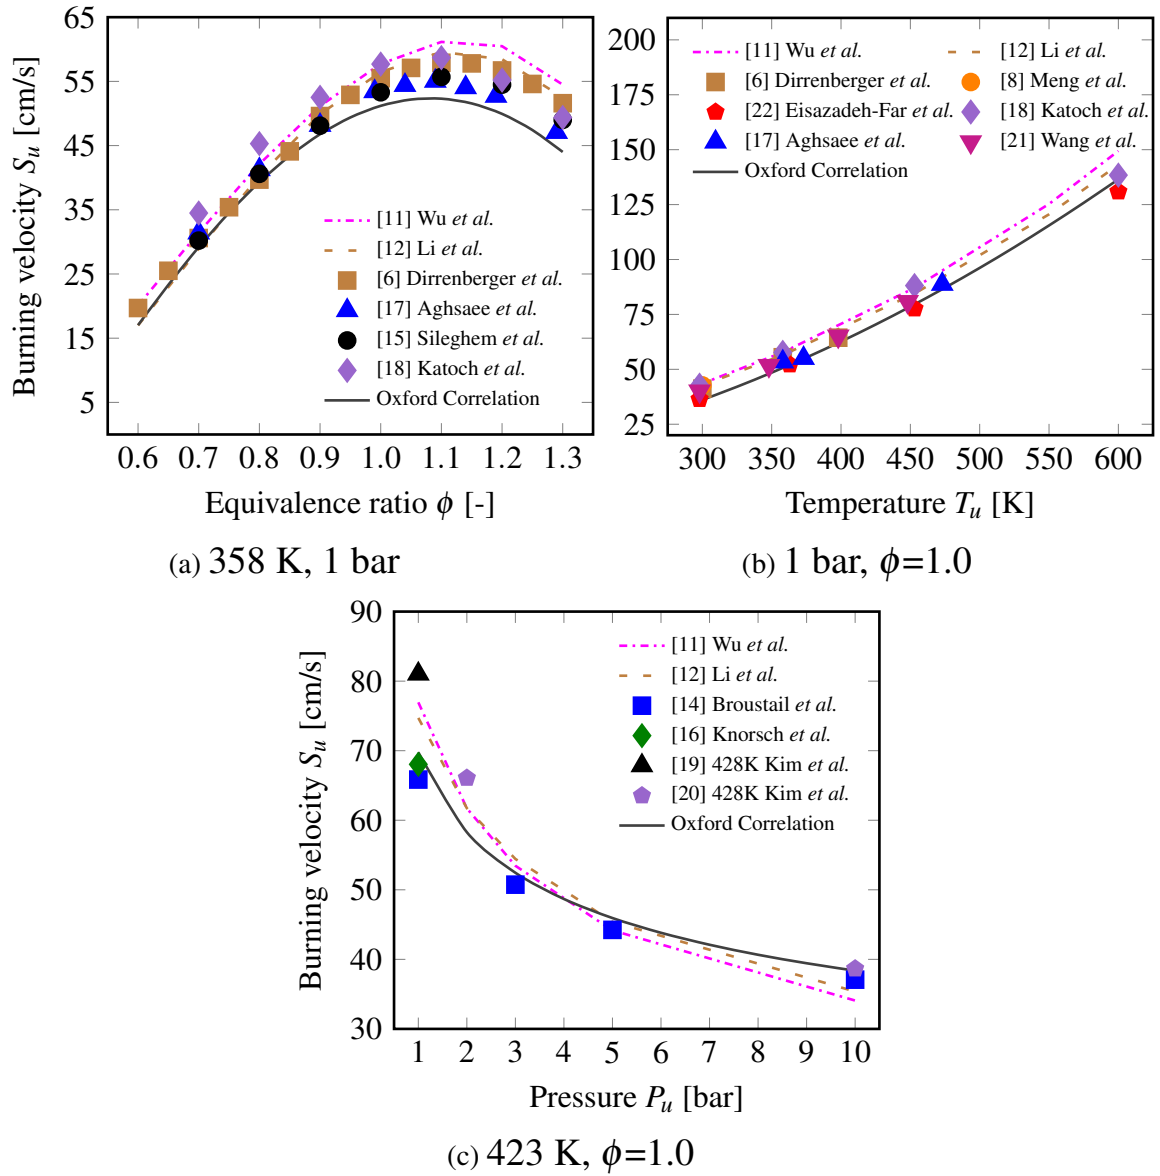 65
55
45
35
25
15
5
Burning velocity S_u [cm/s]
[11] Wu et al.
[12] Li et al.
[6] Dirrenberger et al.
[17] Aghsaee et al.
[15] Sileghem et al.
[18] Katoch et al.
Oxford Correlation
0.6 0.7 0.8 0.9 1.0 1.1 1.2 1.3
Equivalence ratio ϕ [-]
(a) 358 K, 1 bar
200
175
150
125
100
75
50
25
[11] Wu et al. [12] Li et al.
[6] Dirrenberger et al. [8] Meng et al.
[22] Eisazadeh-Far et al. [18] Katoch et al.
[17] Aghsaee et al. [21] Wang et al.
Oxford Correlation
300 350 400 450 500 550 600
Temperature T_u [K]
(b) 1 bar, ϕ=1.0
90
80
70
60
50
40
30
Burning velocity S_u [cm/s]
[11] Wu et al.
[12] Li et al.
[14] Broustail et al.
[16] Knorsch et al.
[19] 428K Kim et al.
[20] 428K Kim et al.
Oxford Correlation
1 2 3 4 5 6 7 8 9 10
Pressure P_u [bar]
(c) 423 K, ϕ=1.0